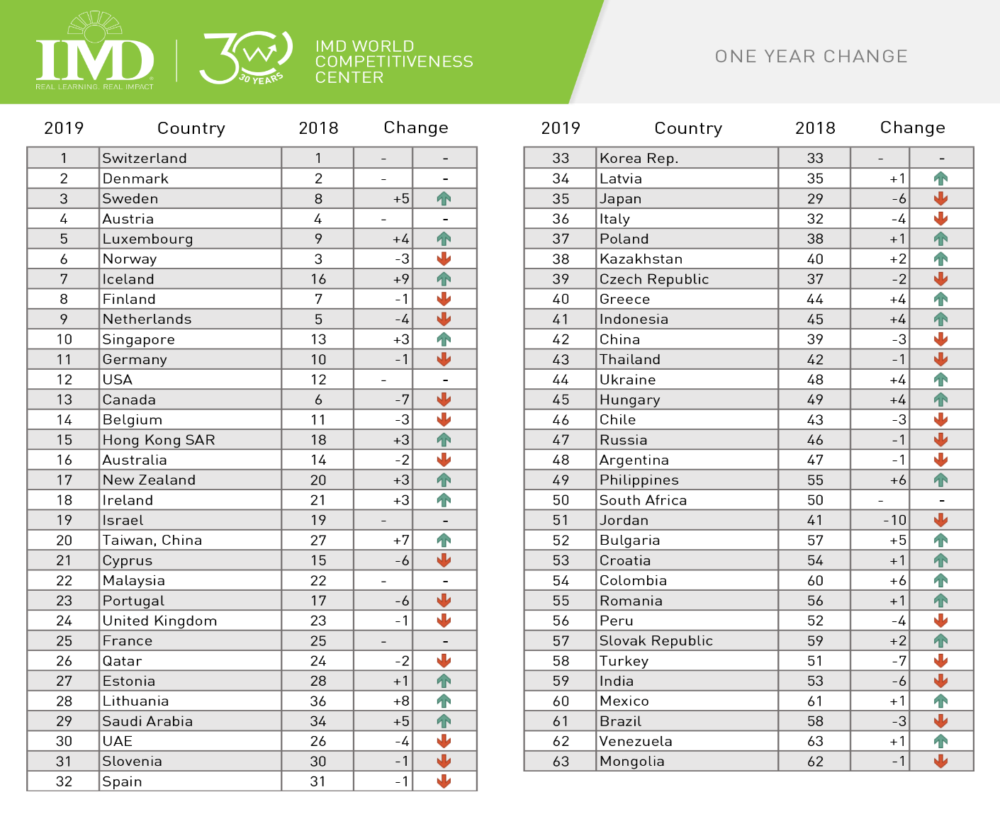 IMD
REAL LEARNING. REAL IMPACT
30
30 YEARS
IMD WORLD
COMPETITIVENESS
CENTER
ONE YEAR CHANGE
2019 Country 2018 Change
1 Switzerland 1 - -
2 Denmark 2 - -
3 Sweden 8 +5
4 Austria 4 - -
5 Luxembourg 9 +4
6 Norway 3 -3
7 Iceland 16 +9
8 Finland 7 -1
9 Netherlands 5 -4
10 Singapore 13 +3
11 Germany 10 -1
12 USA 12 - -
13 Canada 6 -7
14 Belgium 11 -3
15 Hong Kong SAR 18 +3
16 Australia 14 -2
17 New Zealand 20 +3
18 Ireland 21 +3
19 Israel 19 - -
20 Taiwan, China 27 +7
21 Cyprus 15 -6
22 Malaysia 22 - -
23 Portugal 17 -6
24 United Kingdom 23 -1
25 France 25 - -
26 Qatar 24 -2
27 Estonia 28 +1
28 Lithuania 36 +8
29 Saudi Arabia 34 +5
30 UAE 26 -4
31 Slovenia 30 -1
32 Spain 31 -1
2019 Country 2018 Change
33 Korea Rep. 33 - -
34 Latvia 35 +1
35 Japan 29 -6
36 Italy 32 -4
37 Poland 38 +1
38 Kazakhstan 40 +2
39 Czech Republic 37 -2
40 Greece 44 +4
41 Indonesia 45 +4
42 China 39 -3
43 Thailand 42 -1
44 Ukraine 48 +4
45 Hungary 49 +4
46 Chile 43 -3
47 Russia 46 -1
48 Argentina 47 -1
49 Philippines 55 +6
50 South Africa 50 - -
51 Jordan 41 -10
52 Bulgaria 57 +5
53 Croatia 54 +1
54 Colombia 60 +6
55 Romania 56 +1
56 Peru 52 -4
57 Slovak Republic 59 +2
58 Turkey 51 -7
59 India 53 -6
60 Mexico 61 +1
61 Brazil 58 -3
62 Venezuela 63 +1
63 Mongolia 62 -1